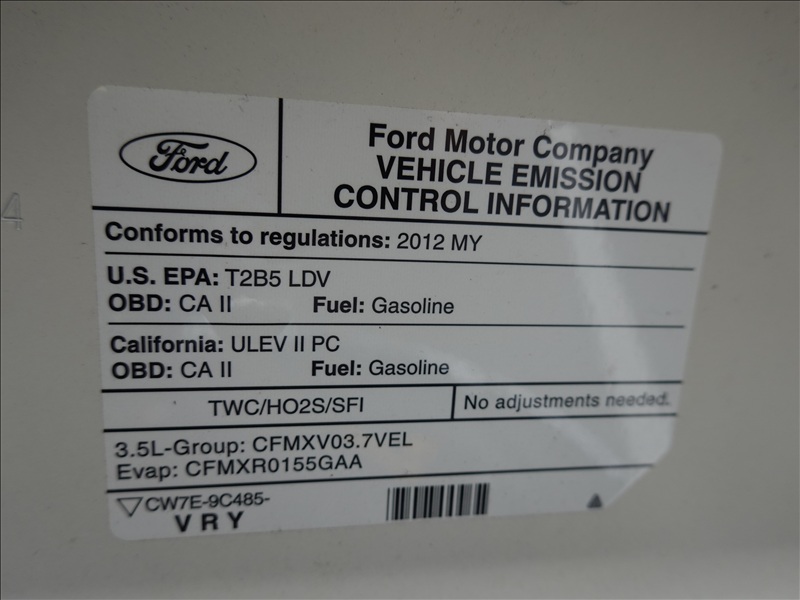 Ford
Ford Motor Company
VEHICLE EMISSION
CONTROL INFORMATION
Conforms to regulations: 2012 MY
U.S. EPA: T2B5 LDV
OBD: CA II Fuel: Gasoline
California: ULEV II PC
OBD: CA II Fuel: Gasoline
TWC/HO2S/SFI No adjustments needed.
3.5L-Group: CFMXV03.7VEL
Evap: CFMXR0155GAA
CW7E-9C485-
V R Y
4